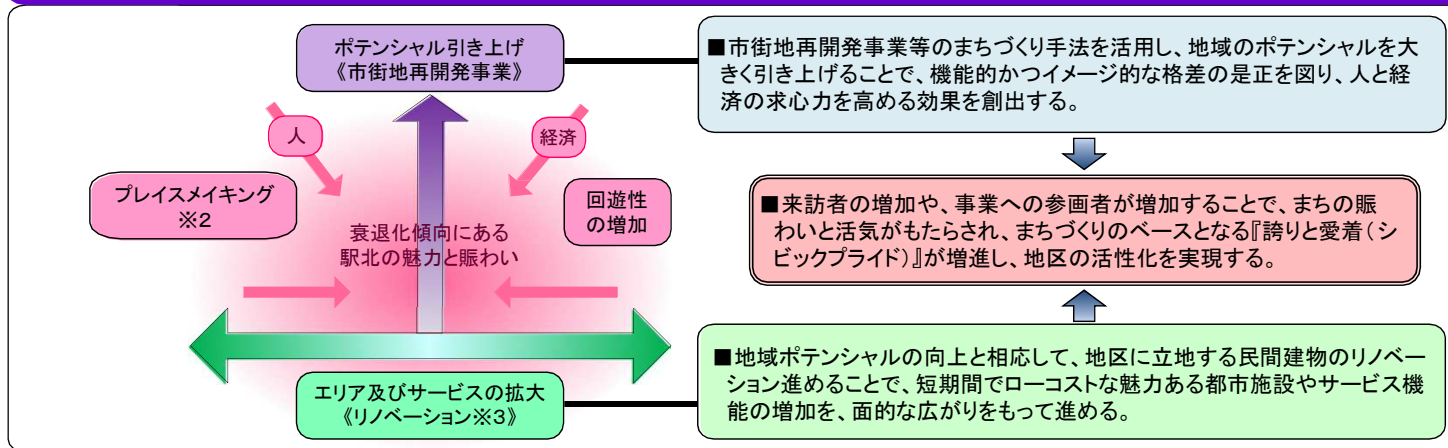 ポテンシャル引き上げ
《市街地再開発事業》
■市街地再開発事業等のまちづくり手法を活用し、地域のポテンシャルを大
きく引き上げることで、機能的かつイメージ的な格差の是正を図り、人と経
済の求心力を高める効果を創出する。
人
経済
プレイスメイキング
※2
回遊性
の増加
衰退化傾向にある
駅北の魅力と賑わい
■来訪者の増加や、事業への参画者が増加することで、まちの賑
わいと活気がもたらされ、まちづくりのベースとなる『誇りと愛着（シ
ビックプライド）』が増進し、地区の活性化を実現する。
エリア及びサービスの拡大
《リノベーション※3》
■地域ポテンシャルの向上と相応して、地区に立地する民間建物のリノベー
ション進めることで、短期間でローコストな魅力ある都市施設やサービス機
能の増加を、面的な広がりをもって進める。